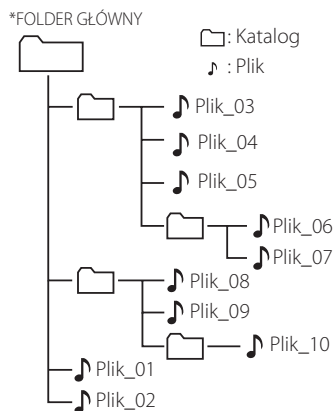 *FOLDER GŁÓWNY
: Katalog
: Plik
Plik_03
Plik_04
Plik_05
Plik_06
Plik_07
Plik_08
Plik_09
Plik_10
Plik_01
Plik_02